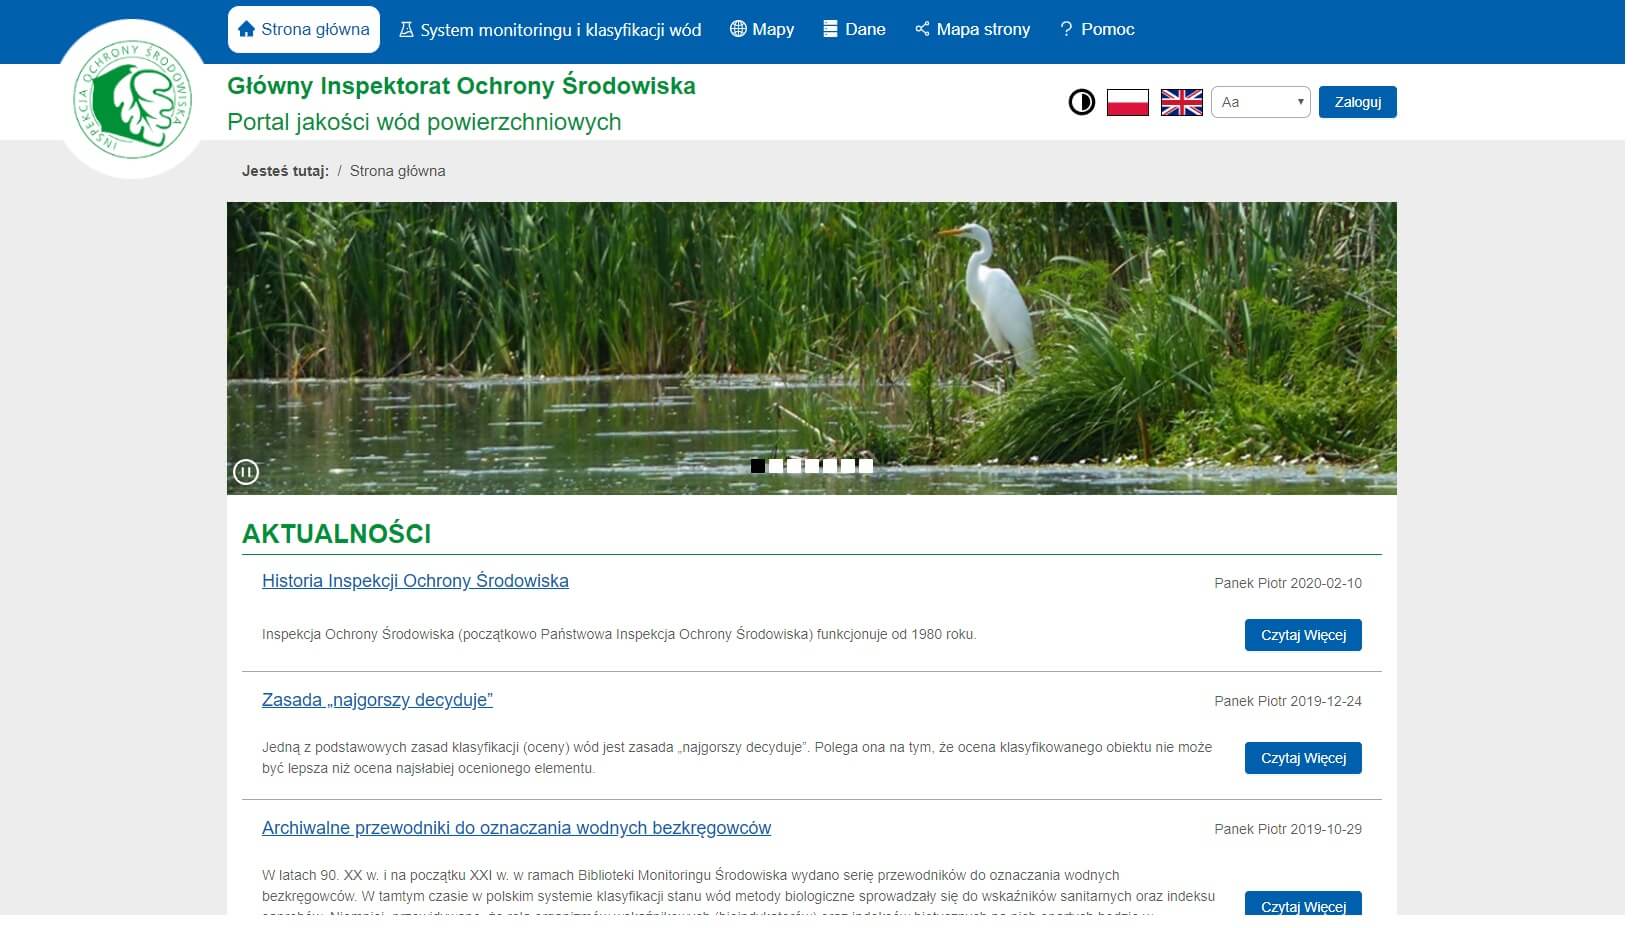 Strona główna
System monitoringu i klasyfikacji wód
Mapy
Dane
Mapa strony
Pomoc
INSPEKCJA OCHRONY ŚRODOWISKA
Główny Inspektorat Ochrony Środowiska
Portal jakości wód powierzchniowych
Aa
Zaloguj
Jesteś tutaj: / Strona główna
AKTUALNOŚCI
Historia Inspekcji Ochrony Środowiska
Panek Piotr 2020-02-10
Inspekcja Ochrony Środowiska (początkowo Państwowa Inspekcja Ochrony Środowiska) funkcjonuje od 1980 roku.
Czytaj Więcej
Zasada „najgorszy decyduje”
Panek Piotr 2019-12-24
Jedną z podstawowych zasad klasyfikacji (oceny) wód jest zasada „najgorszy decyduje”. Polega ona na tym, że ocena klasyfikowanego obiektu nie może
być lepsza niż ocena najsłabiej ocenionego elementu.
Czytaj Więcej
Archiwalne przewodniki do oznaczania wodnych bezkręgowców
Panek Piotr 2019-10-29
W latach 90. XX w. i na początku XXI w. w ramach Biblioteki Monitoringu Środowiska wydano serię przewodników do oznaczania wodnych
bezkręgowców. W tamtym czasie w polskim systemie klasyfikacji stanu wód metody biologiczne sprowadzały się do wskaźników sanitarnych oraz indeksu
Czytaj Więcej